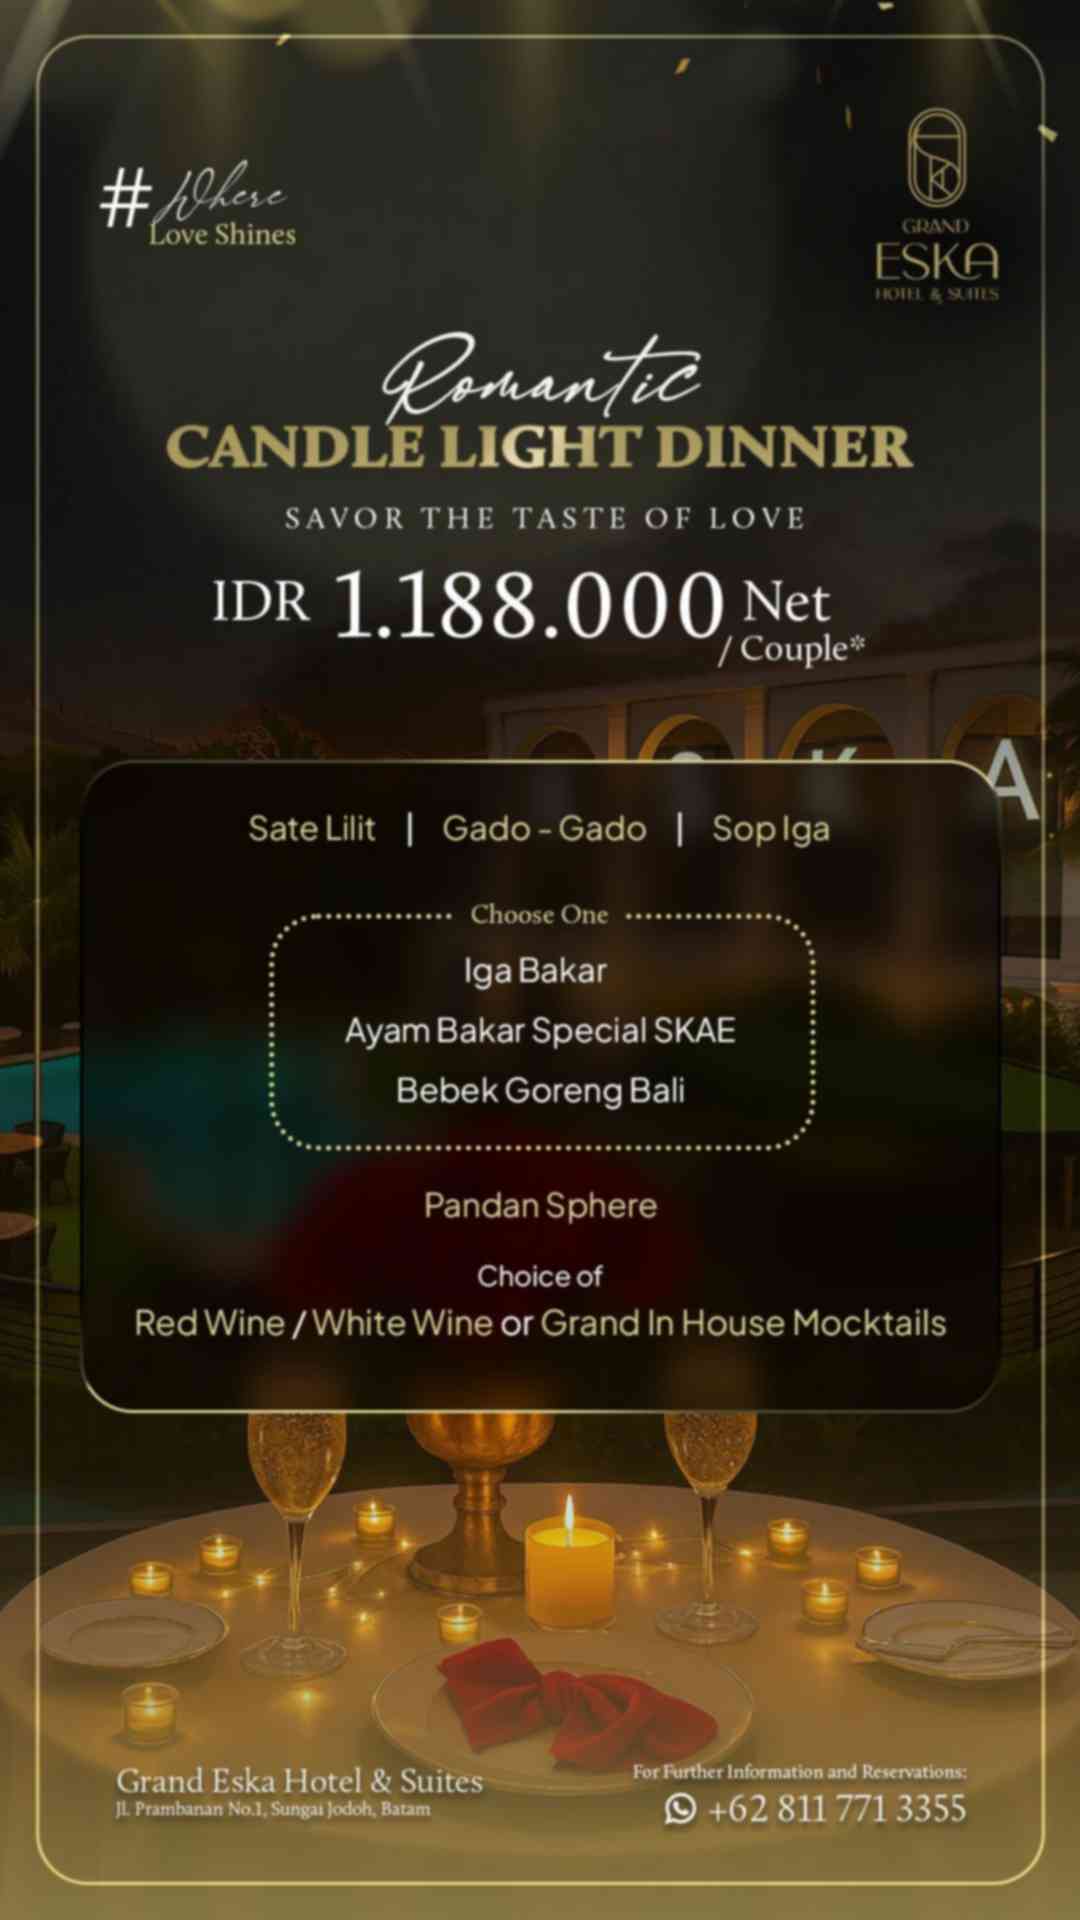 #Where
Love Shines
GRAND
ESKA
HOTEL & SUITES
Romantic
CANDLE LIGHT DINNER
SAVOR THE TASTE OF LOVE
IDR 1.188.000 Net
/ Couple*
K A
Sate Lilit | Gado - Gado | Sop Iga
Choose One
Iga Bakar
Ayam Bakar Special SKAE
Bebek Goreng Bali
Pandan Sphere
Choice of
Red Wine / White Wine or Grand In House Mocktails
Grand Eska Hotel & Suites
Jl. Prambanan No.1, Sungai Jodoh, Batam
For Further Information and Reservations:
+62 811 771 3355